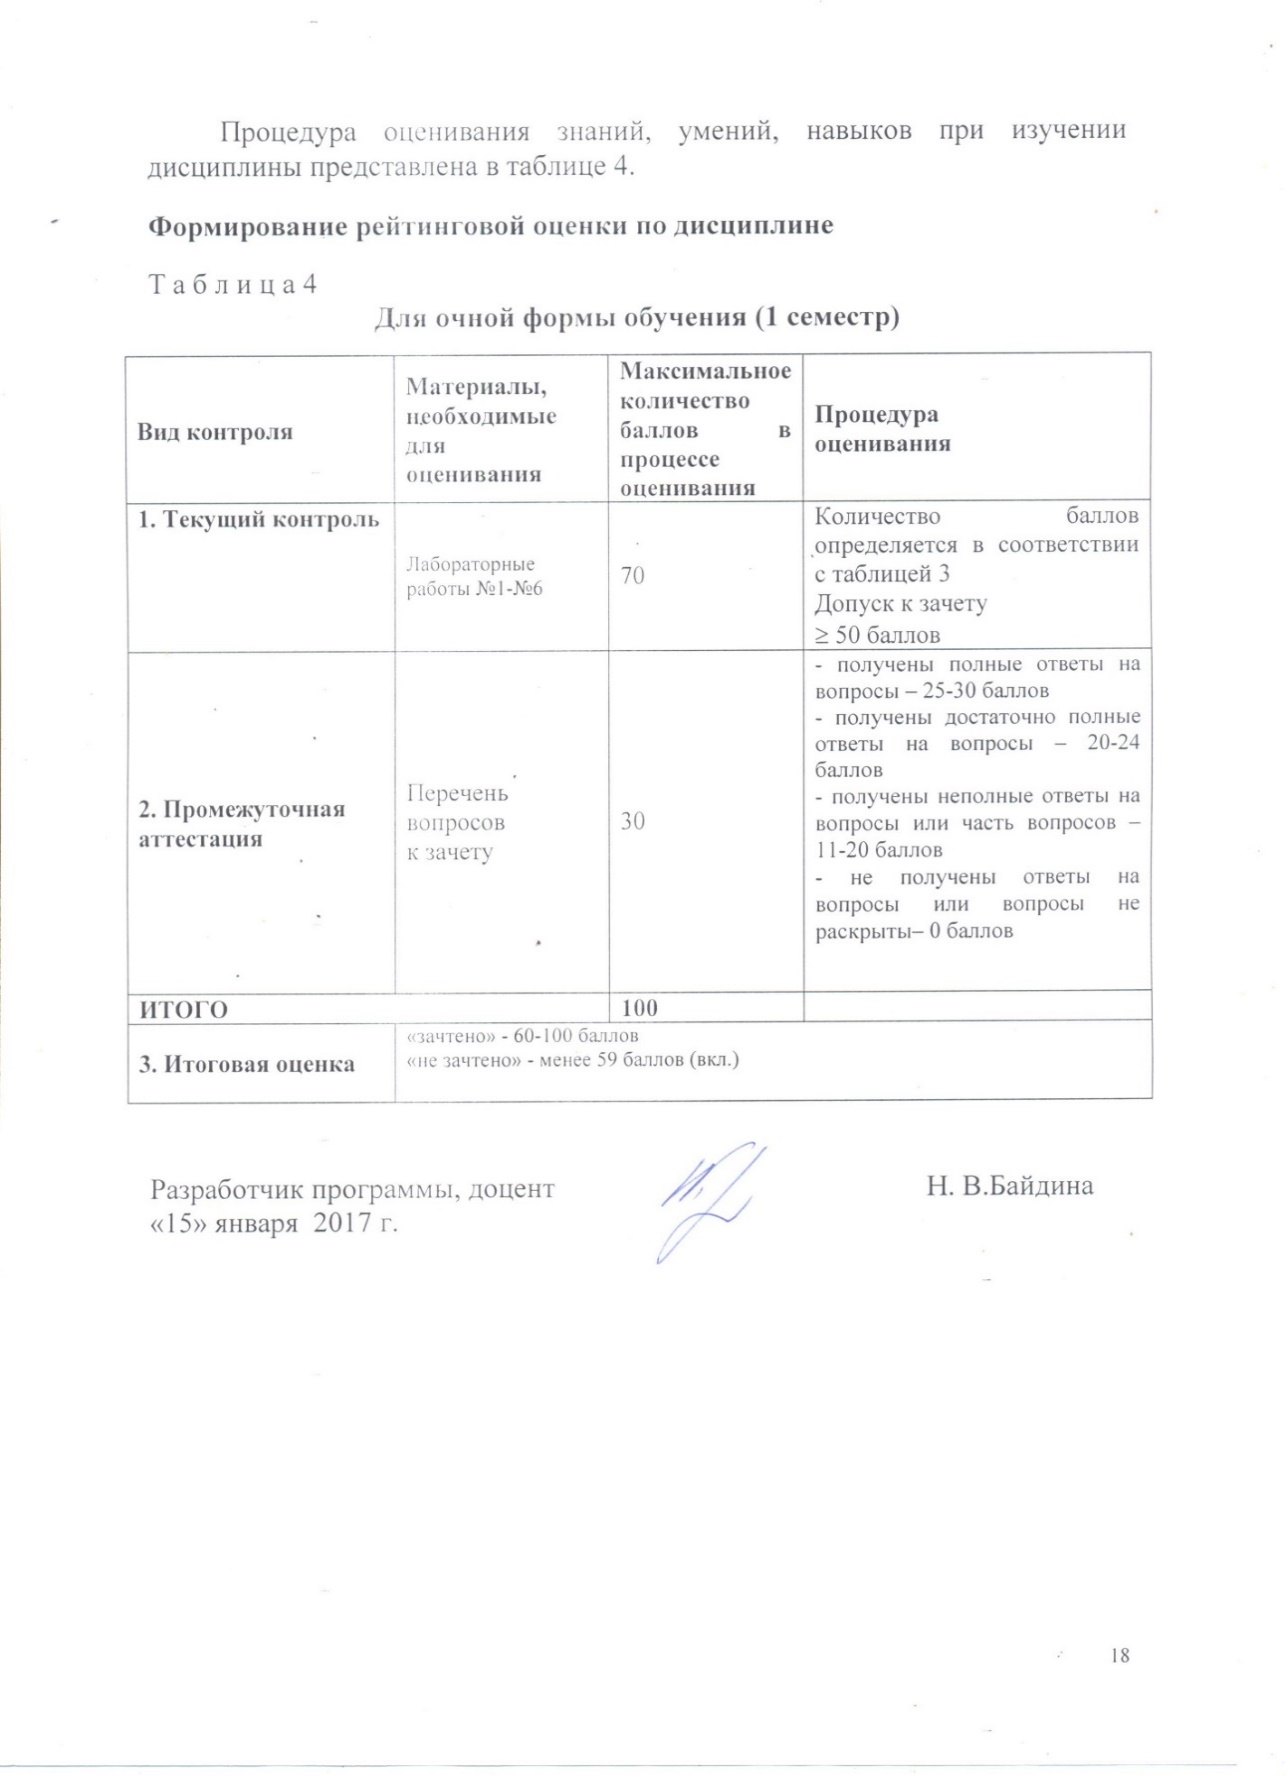 Процедура оценивания знаний, умений, навыков при изучении
дисциплины представлена в таблице 4.
Формирование рейтинговой оценки по дисциплине
Т а б л и ц а 4
Для очной формы обучения (1 семестр)
Вид контроля
Материалы,
необходимые
для
оценивания
Максимальное
количество
баллов в
процессе
оценивания
Процедура
оценивания
1. Текущий контроль
Лабораторные
работы №1-№6
70
Количество баллов
определяется в соответствии
с таблицей 3
Допуск к зачету
≥ 50 баллов
2. Промежуточная
аттестация
Перечень
вопросов
к зачету
30
- получены полные ответы на
вопросы – 25-30 баллов
- получены достаточно полные
ответы на вопросы – 20-24
баллов
- получены неполные ответы на
вопросы или часть вопросов –
11-20 баллов
- не получены ответы на
вопросы или вопросы не
раскрыты– 0 баллов
ИТОГО
100
3. Итоговая оценка
«зачтено» - 60-100 баллов
«не зачтено» - менее 59 баллов (вкл.)
Разработчик программы, доцент
Н. В.Байдина
«15» января 2017 г.
18